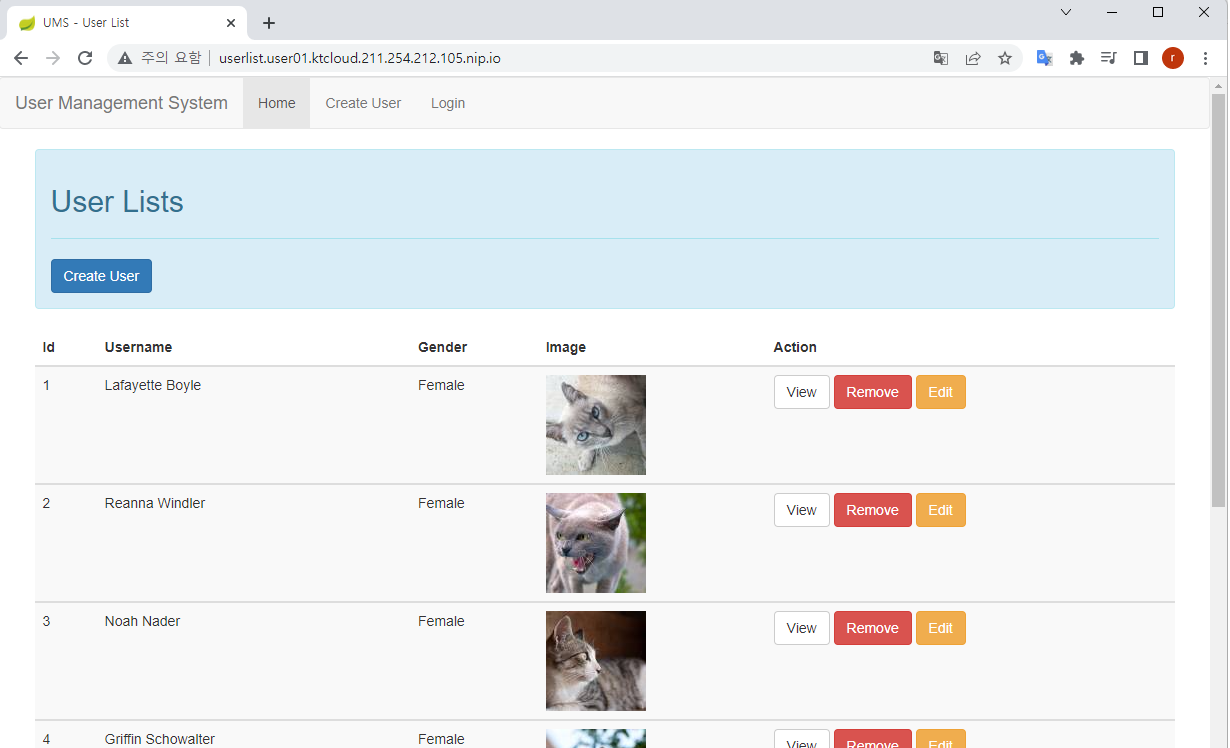 UMS - User List
주의 요함 userlist.user01.ktcloud.211.254.212.105.nip.io
r
User Management System Home Create User Login
User Lists
Create User
Id Username Gender Image Action
1 Lafayette Boyle Female View Remove Edit
2 Reanna Windler Female View Remove Edit
3 Noah Nader Female View Remove Edit
4 Griffin Schowalter Female View Remove Edit